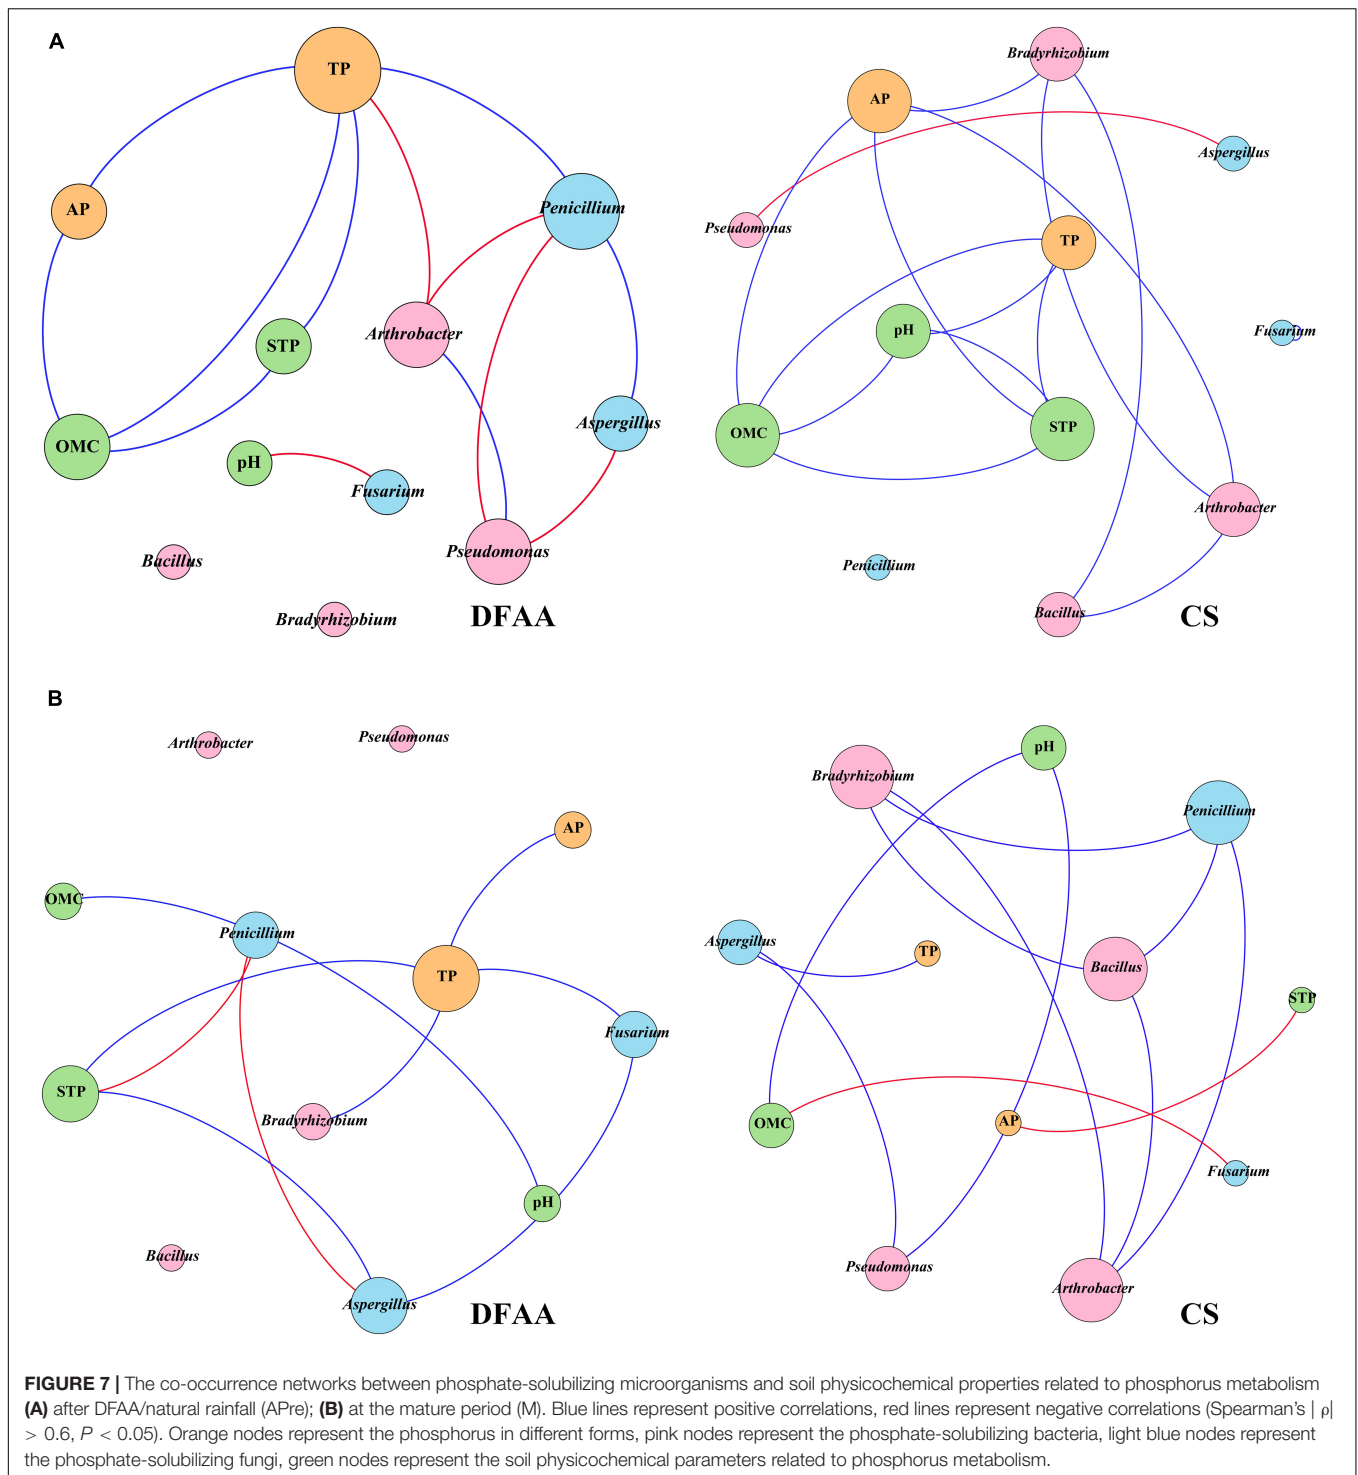 A
TP
AP
Penicillium
Arthrobacter
STP
Aspergillus
OMC
pH
Fusarium
Pseudomonas
Bacillus
Bradyrhizobium
DFAA
Bradyrhizobium
AP
Aspergillus
Pseudomonas
TP
pH
Fusarium
OMC
STP
Arthrobacter
Penicillium
Bacillus
CS
B
Arthrobacter
Pseudomonas
AP
OMC
Penicillium
TP
Fusarium
STP
Bradyrhizobium
pH
Bacillus
Aspergillus
DFAA
pH
Bradyrhizobium
Penicillium
Aspergillus
TP
Bacillus
STP
OMC
AP
Fusarium
Pseudomonas
Arthrobacter
CS
FIGURE 7 | The co-occurrence networks between phosphate-solubilizing microorganisms and soil physicochemical properties related to phosphorus metabolism
(A) after DFAA/natural rainfall (APre); (B) at the mature period (M). Blue lines represent positive correlations, red lines represent negative correlations (Spearman's | ρ|
> 0.6, P < 0.05). Orange nodes represent the phosphorus in different forms, pink nodes represent the phosphate-solubilizing bacteria, light blue nodes represent
the phosphate-solubilizing fungi, green nodes represent the soil physicochemical parameters related to phosphorus metabolism.